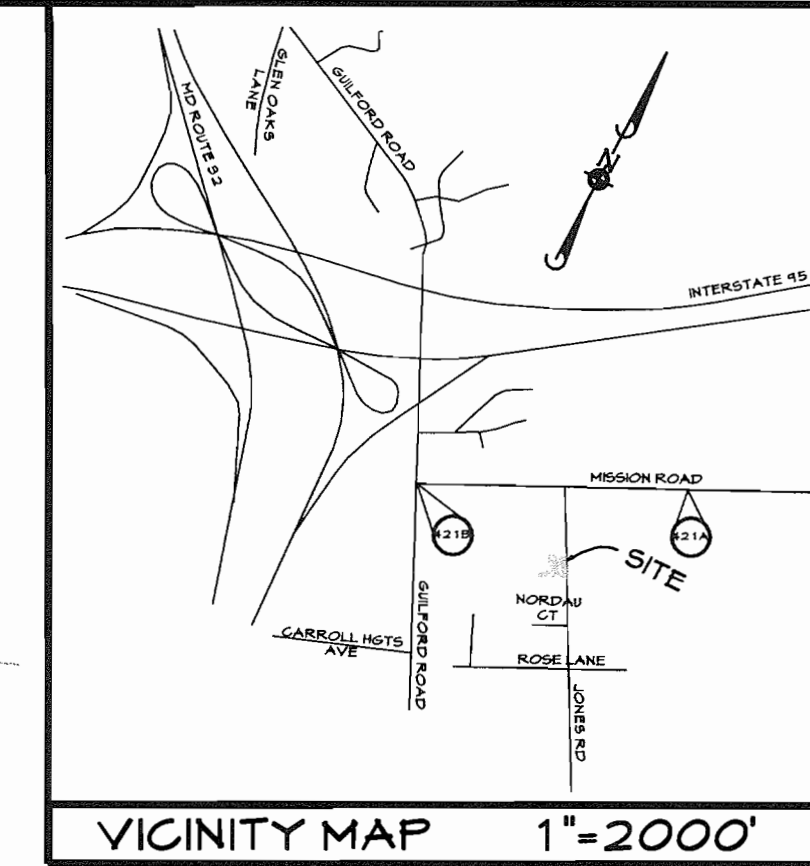 GLEN OAKS
LANE
GUILFORD ROAD
MD ROUTE 32
N
INTERSTATE 95
MISSION ROAD
421B
421A
SITE
NORDAU
CT
GUILFORD ROAD
CARROLL HGTS
AVE
ROSE LANE
JONES RD
VICINITY MAP 1"=2000'